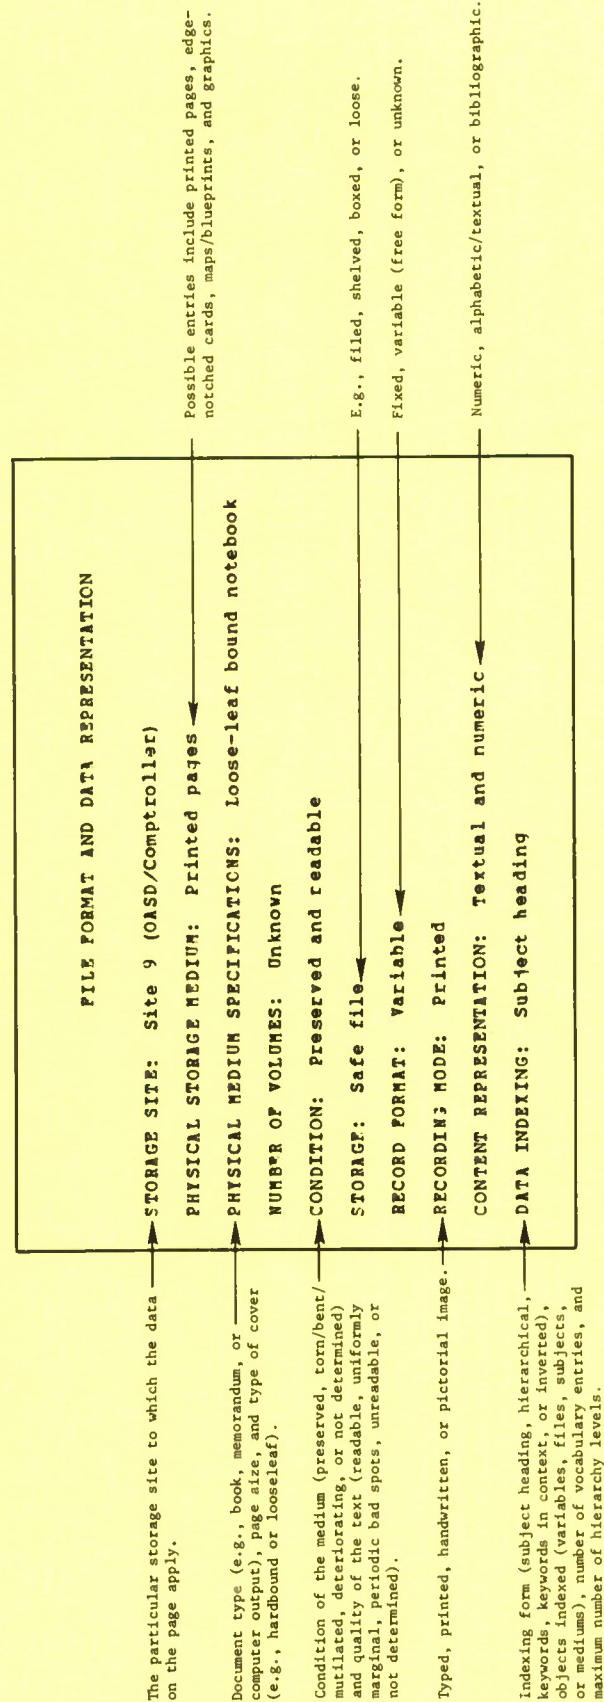 The particular storage site to which the data
on the page apply.
Document type (e.g., book, memorandum, or
computer output), page size, and type of cover
(e.g., hardbound or looseleaf).
Condition of the medium (preserved, torn/bent/
mutilated, deteriorating, or not determined)
and quality of the text (readable, uniformly
marginal, periodic bad spots, unreadable, or
not determined).
Typed, printed, handwritten, or pictorial image.
Indexing form (subject heading, hierarchical,
keywords, keywords in context, or inverted),
objects indexed (variables, files, subjects,
or mediums), number of vocabulary entries, and
maximum number of hierarchy levels.
FILE FORMAT AND DATA REPRESENTATION
STORAGE SITE: Site 9 (OASD/Comptroller)
PHYSICAL STORAGE MEDIUM: Printed pages
PHYSICAL MEDIUM SPECIFICATIONS: Loose-leaf bound notebook
NUMBER OF VOLUMES: Unknown
CONDITION: Preserved and readable
STORAGE: Safe file
RECORD FORMAT: Variable
RECORDING MODE: Printed
CONTENT REPRESENTATION: Textual and numeric
DATA INDEXING: Subject heading
Possible entries include printed pages, edge-
notched cards, maps/blueprints, and graphics.
E.g., filed, shelved, boxed, or loose.
Fixed, variable (free form), or unknown.
Numeric, alphabetic/textual, or bibliographic.